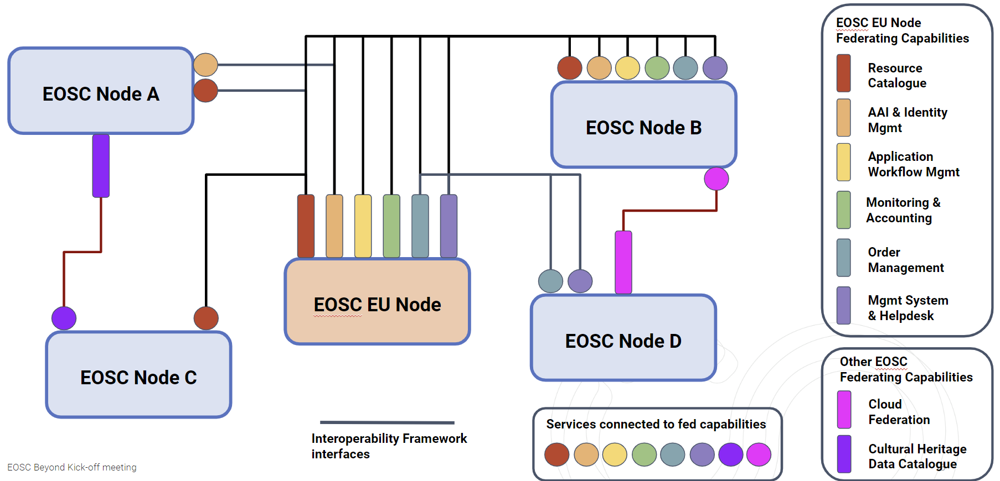 EOSC EU Node
Federating Capabilities
Resource
Catalogue
AAI & Identity
Mgmt
Application
Workflow Mgmt
Monitoring &
Accounting
Order
Management
Mgmt System
& Helpdesk
EOSC Node A
EOSC Node B
EOSC EU Node
EOSC Node D
EOSC Node C
Other EOSC
Federating Capabilities
Cloud
Federation
Cultural Heritage
Data Catalogue
Services connected to fed capabilities
Interoperability Framework
interfaces
EOSC Beyond Kick-off meeting